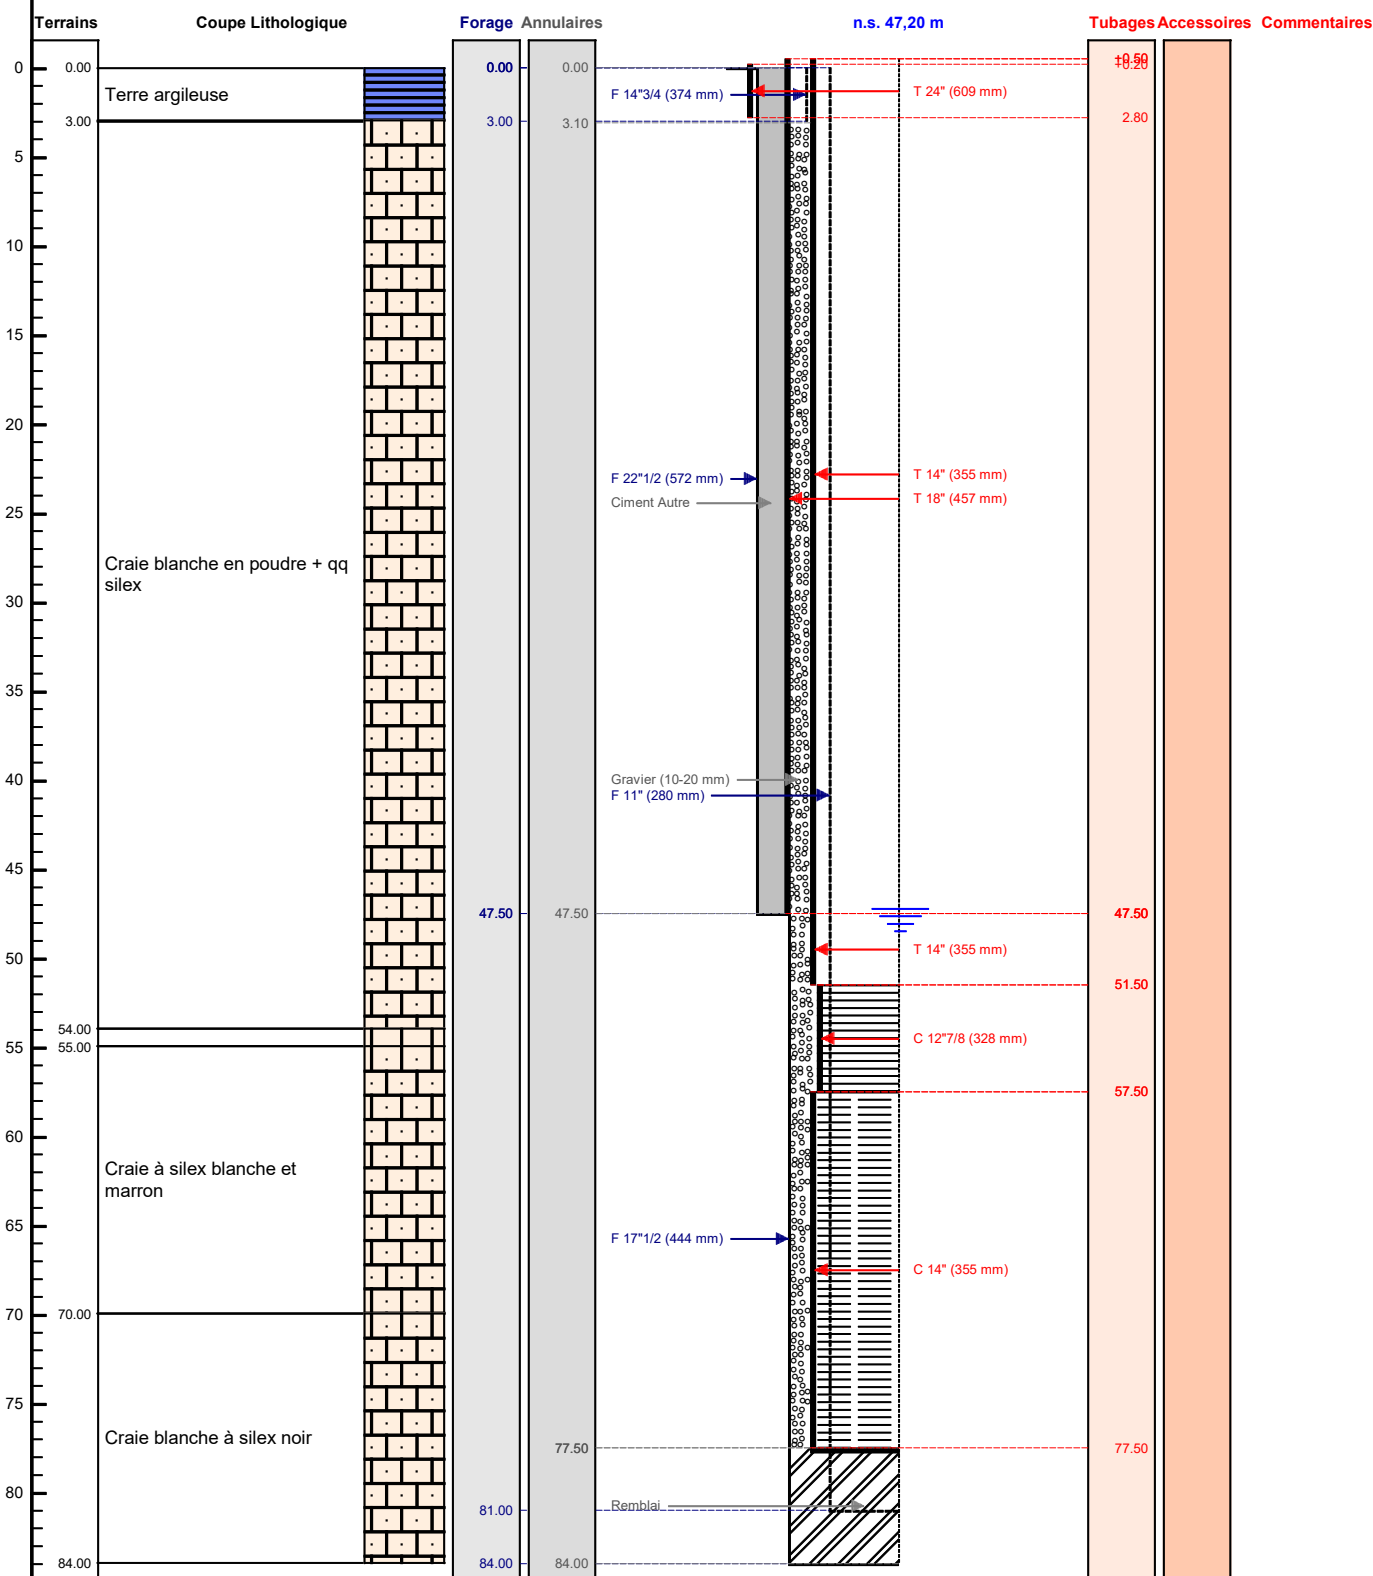 Terrains Coupe Lithologique Forage Annulaires n.s. 47,20 m Tubages Accessoires Commentaires
+0.50
+0.20
0 0.00 0.00 0.00
Terre argileuse F 14"3/4 (374 mm) T 24" (609 mm)
3.00 3.00 3.10 2.80
5
10
15
20
F 22"1/2 (572 mm) T 14" (355 mm)
Ciment Autre T 18" (457 mm)
25
Craie blanche en poudre + qq
silex
30
35
40 Gravier (10-20 mm)
F 11" (280 mm)
45
47.50 47.50 47.50
50 T 14" (355 mm)
51.50
54.00 C 12"7/8 (328 mm)
55 55.00
57.50
60
Craie à silex blanche et
marron
65
F 17"1/2 (444 mm)
C 14" (355 mm)
70 70.00
75
Craie blanche à silex noir
77.50 77.50
80
Remblai
81.00
84.00 84.00 84.00